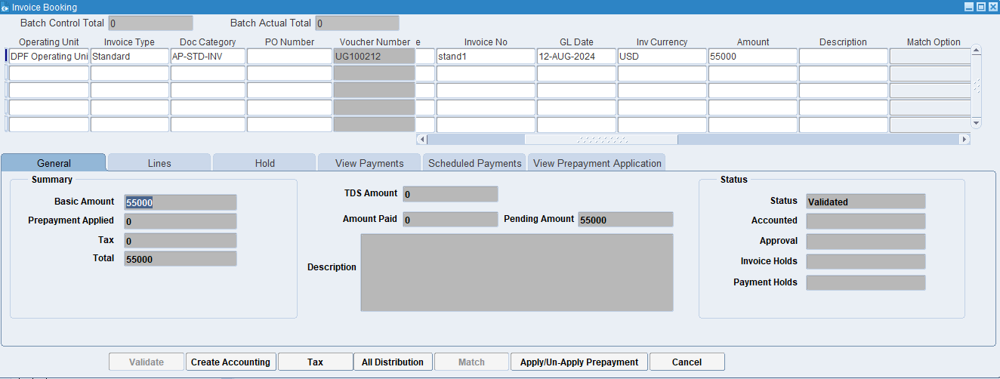 Invoice Booking
Batch Control Total 0 Batch Actual Total 0
Operating Unit Invoice Type Doc Category PO Number Voucher Number e Invoice No GL Date Inv Currency Amount Description Match Option
DPF Operating Uni Standard AP-STD-INV UG100212 stand1 12-AUG-2024 USD 55000
General Lines Hold View Payments Scheduled Payments View Prepayment Application
Summary Status
Basic Amount 55000 TDS Amount 0 Status Validated
Prepayment Applied 0 Amount Paid 0 Pending Amount 55000 Accounted
Tax 0 Approval
Total 55000 Description Invoice Holds
Payment Holds
Validate Create Accounting Tax All Distribution Match Apply/Un-Apply Prepayment Cancel